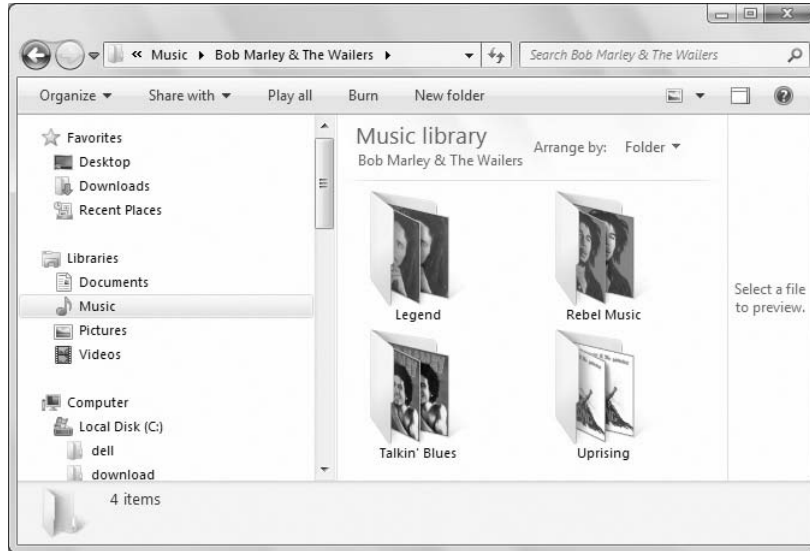 « Music ▸ Bob Marley & The Wailers ▸
Search Bob Marley & The Wailers
Organize ▾ Share with ▾ Play all Burn New folder
Favorites
Desktop
Downloads
Recent Places
Libraries
Documents
Music
Pictures
Videos
Computer
Local Disk (C:)
dell
download
Music library
Bob Marley & The Wailers
Arrange by: Folder ▾
Legend
Rebel Music
Talkin' Blues
Uprising
Select a file
to preview.
4 items